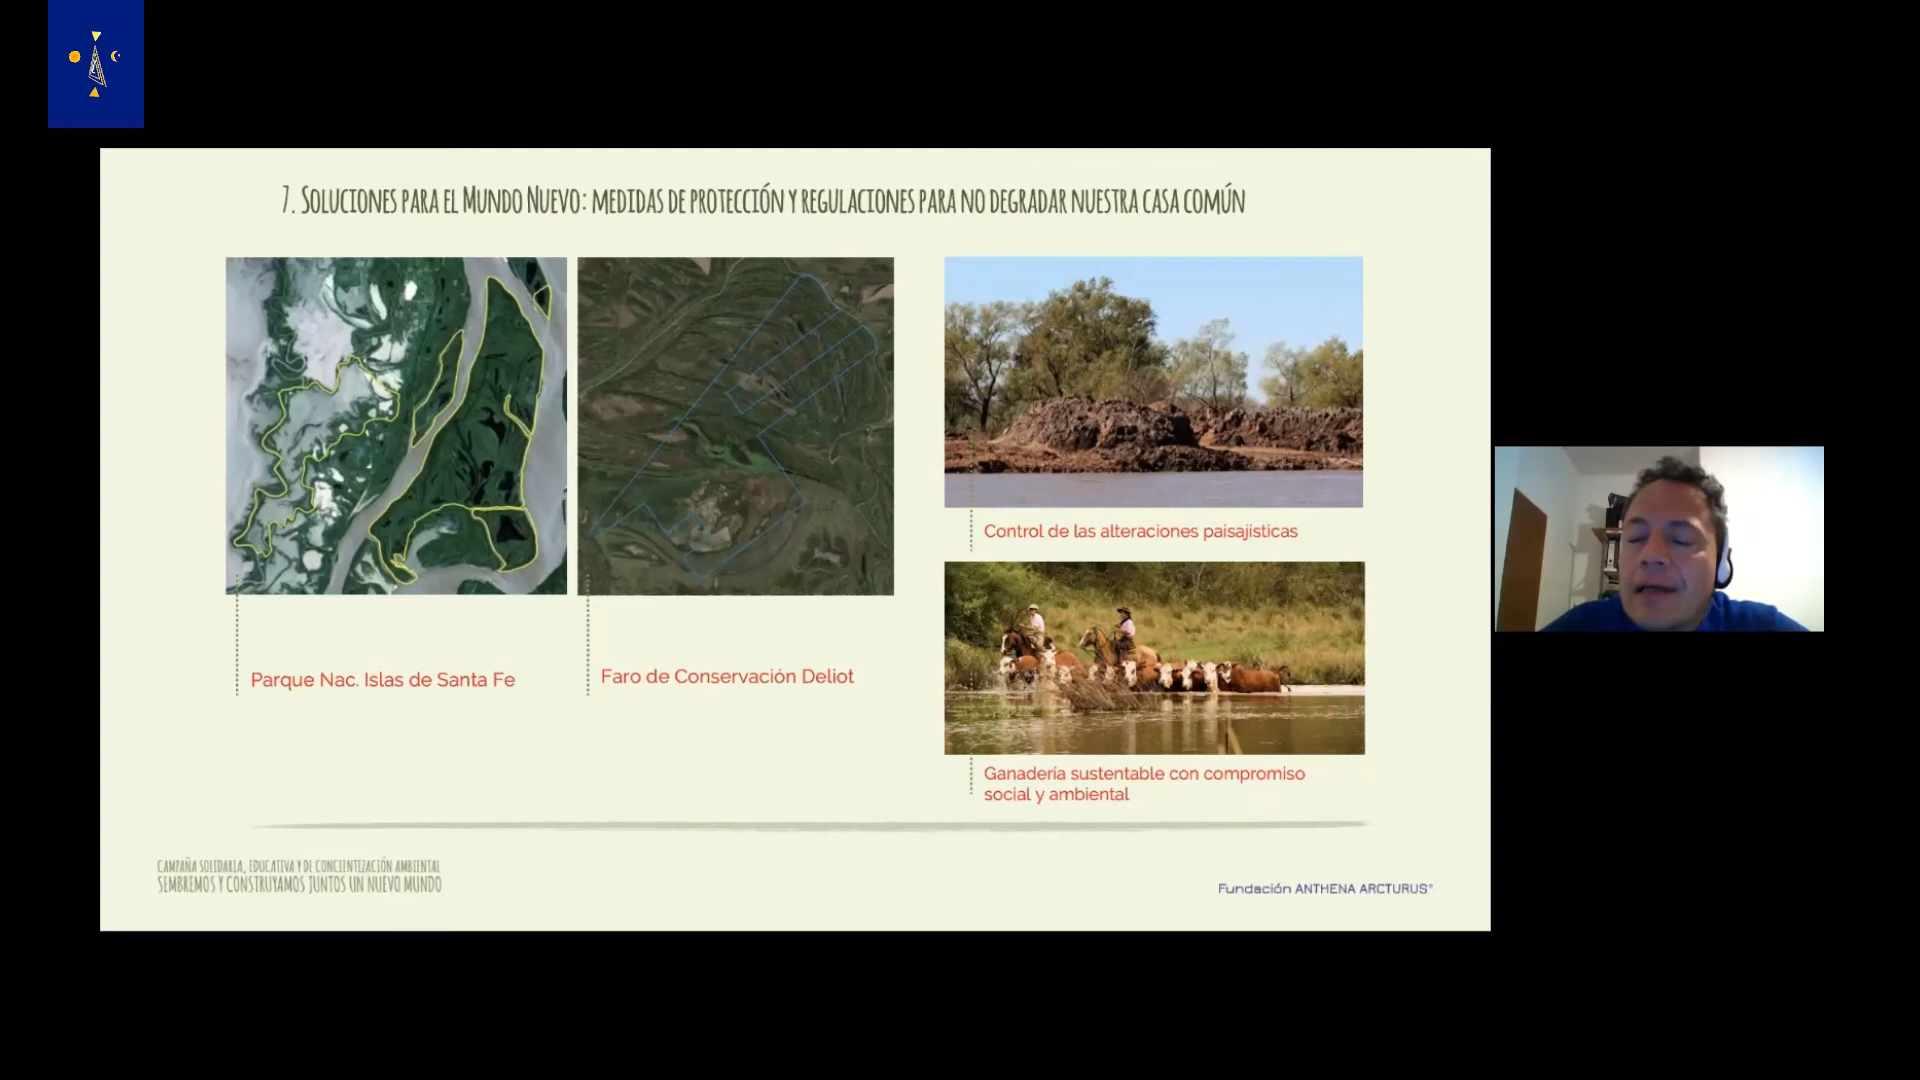 7. Soluciones para el Mundo Nuevo: medidas de protección y regulaciones para no degradar nuestra casa común
Parque Nac. Islas de Santa Fe
Faro de Conservación Deliot
Control de las alteraciones paisajísticas
Ganadería sustentable con compromiso
social y ambiental
CAMPAÑA SOLIDARIA, EDUCATIVA Y DE CONCIENTIZACIÓN AMBIENTAL
SEMBREMOS Y CONSTRUYAMOS JUNTOS UN NUEVO MUNDO
Fundación ANTHENA ARCTURUS®